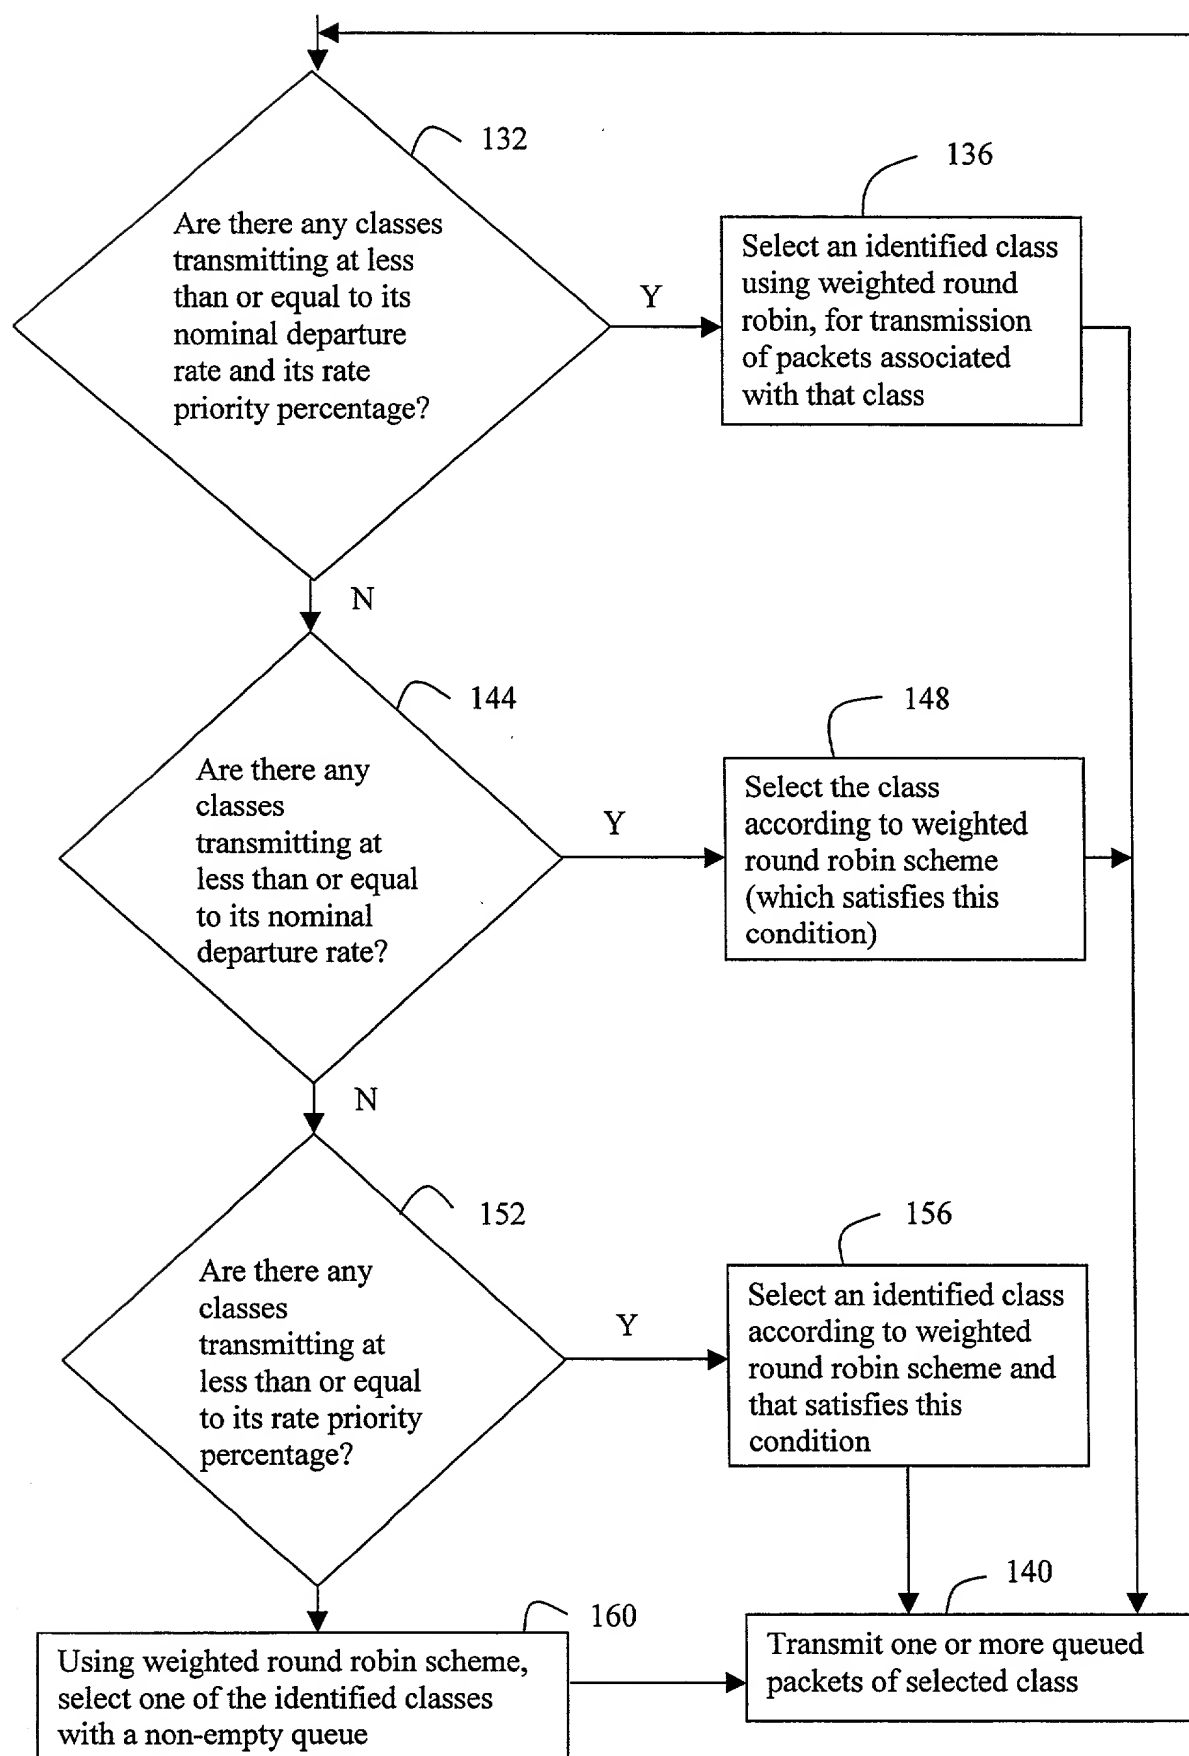 132
Are there any classes
transmitting at less
than or equal to its
nominal departure
rate and its rate
priority percentage?
Y
136
Select an identified class
using weighted round
robin, for transmission
of packets associated
with that class
N
144
Are there any
classes
transmitting at
less than or equal
to its nominal
departure rate?
Y
148
Select the class
according to weighted
round robin scheme
(which satisfies this
condition)
N
152
Are there any
classes
transmitting at
less than or equal
to its rate priority
percentage?
Y
156
Select an identified class
according to weighted
round robin scheme and
that satisfies this
condition
160
Using weighted round robin scheme,
select one of the identified classes
with a non-empty queue
140
Transmit one or more queued
packets of selected class